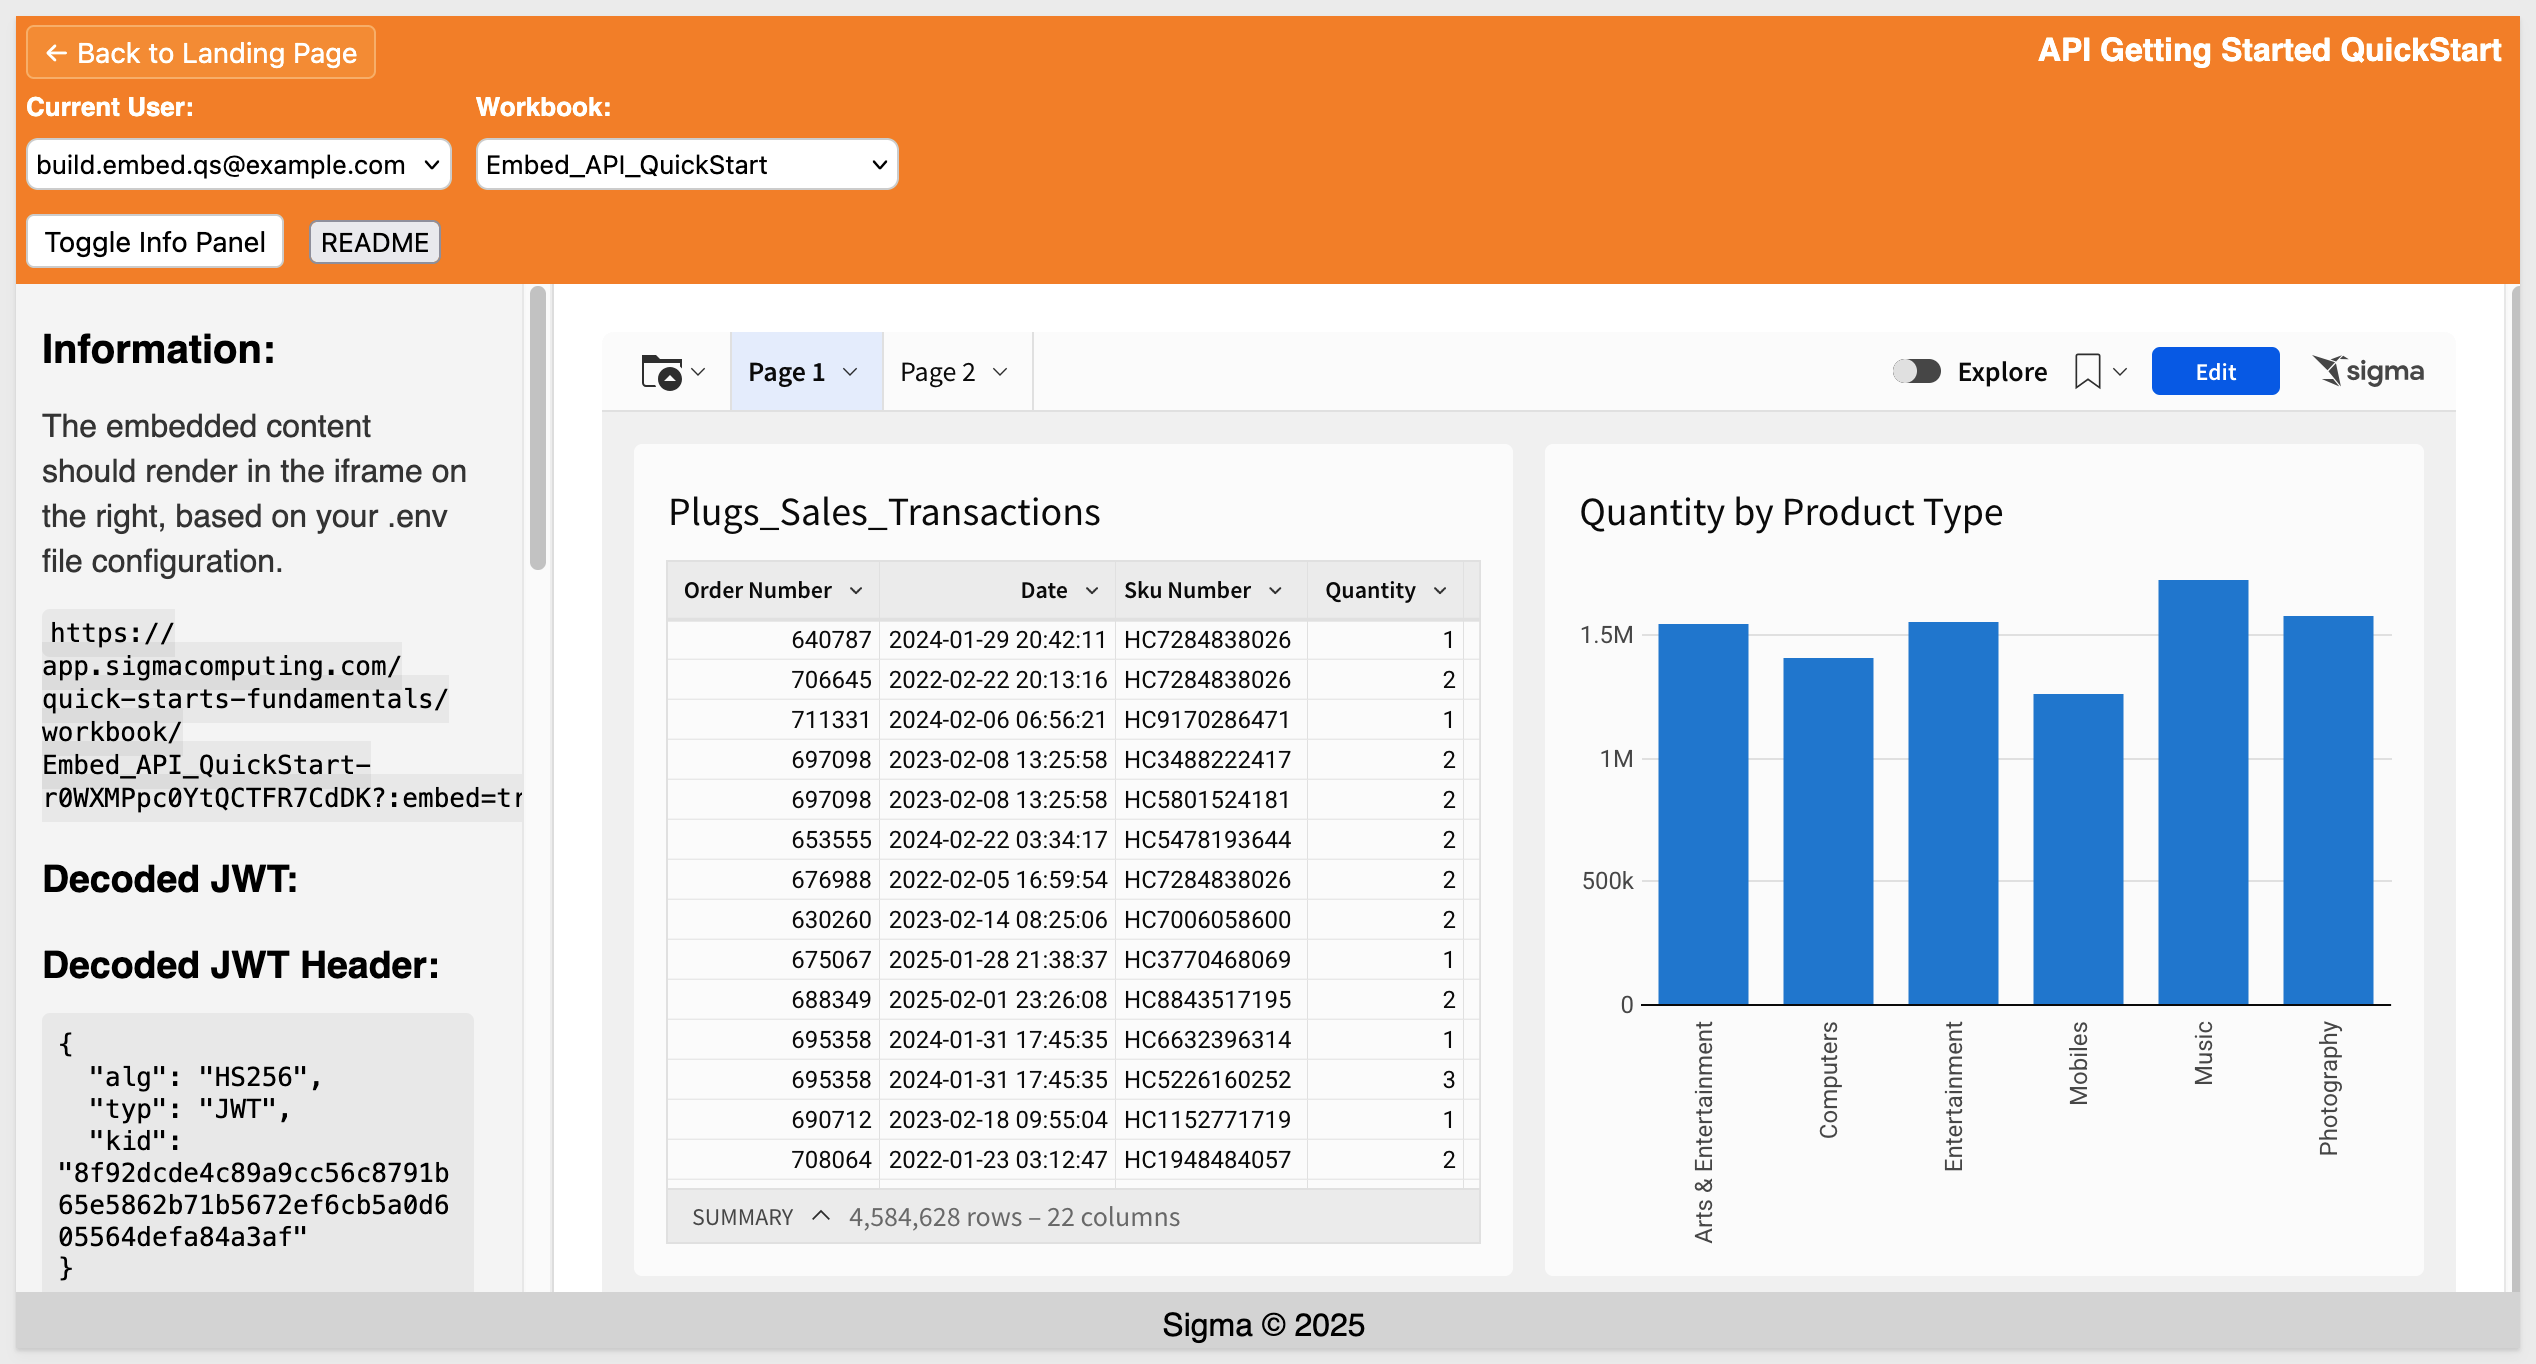 ← Back to Landing Page
API Getting Started QuickStart
Current User:
Workbook:
build.embed.qs@example.com
Embed_API_QuickStart
Toggle Info Panel
README
Information:
The embedded content
should render in the iframe on
the right, based on your .env
file configuration.
https://
app.sigmacomputing.com/
quick-starts-fundamentals/
workbook/
Embed_API_QuickStart-
r0WXMPpc0YtQCTFR7CdDK?:embed=tr
Decoded JWT:
Decoded JWT Header:
{
"alg": "HS256",
"typ": "JWT",
"kid":
"8f92dcde4c89a9cc56c8791b
65e5862b71b5672ef6cb5a0d6
05564defa84a3af"
}
Page 1
Page 2
Explore
Edit
sigma
Plugs_Sales_Transactions
Order Number Date Sku Number Quantity
640787 2024-01-29 20:42:11 HC7284838026 1
706645 2022-02-22 20:13:16 HC7284838026 2
711331 2024-02-06 06:56:21 HC9170286471 1
697098 2023-02-08 13:25:58 HC3488222417 2
697098 2023-02-08 13:25:58 HC5801524181 2
653555 2024-02-22 03:34:17 HC5478193644 2
676988 2022-02-05 16:59:54 HC7284838026 2
630260 2023-02-14 08:25:06 HC7006058600 2
675067 2025-01-28 21:38:37 HC3770468069 1
688349 2025-02-01 23:26:08 HC8843517195 2
695358 2024-01-31 17:45:35 HC6632396314 1
695358 2024-01-31 17:45:35 HC5226160252 3
690712 2023-02-18 09:55:04 HC1152771719 1
708064 2022-01-23 03:12:47 HC1948484057 2
SUMMARY 4,584,628 rows – 22 columns
Quantity by Product Type
1.5M
1M
500k
0
Arts & Entertainment
Computers
Entertainment
Mobiles
Music
Photography
Sigma © 2025